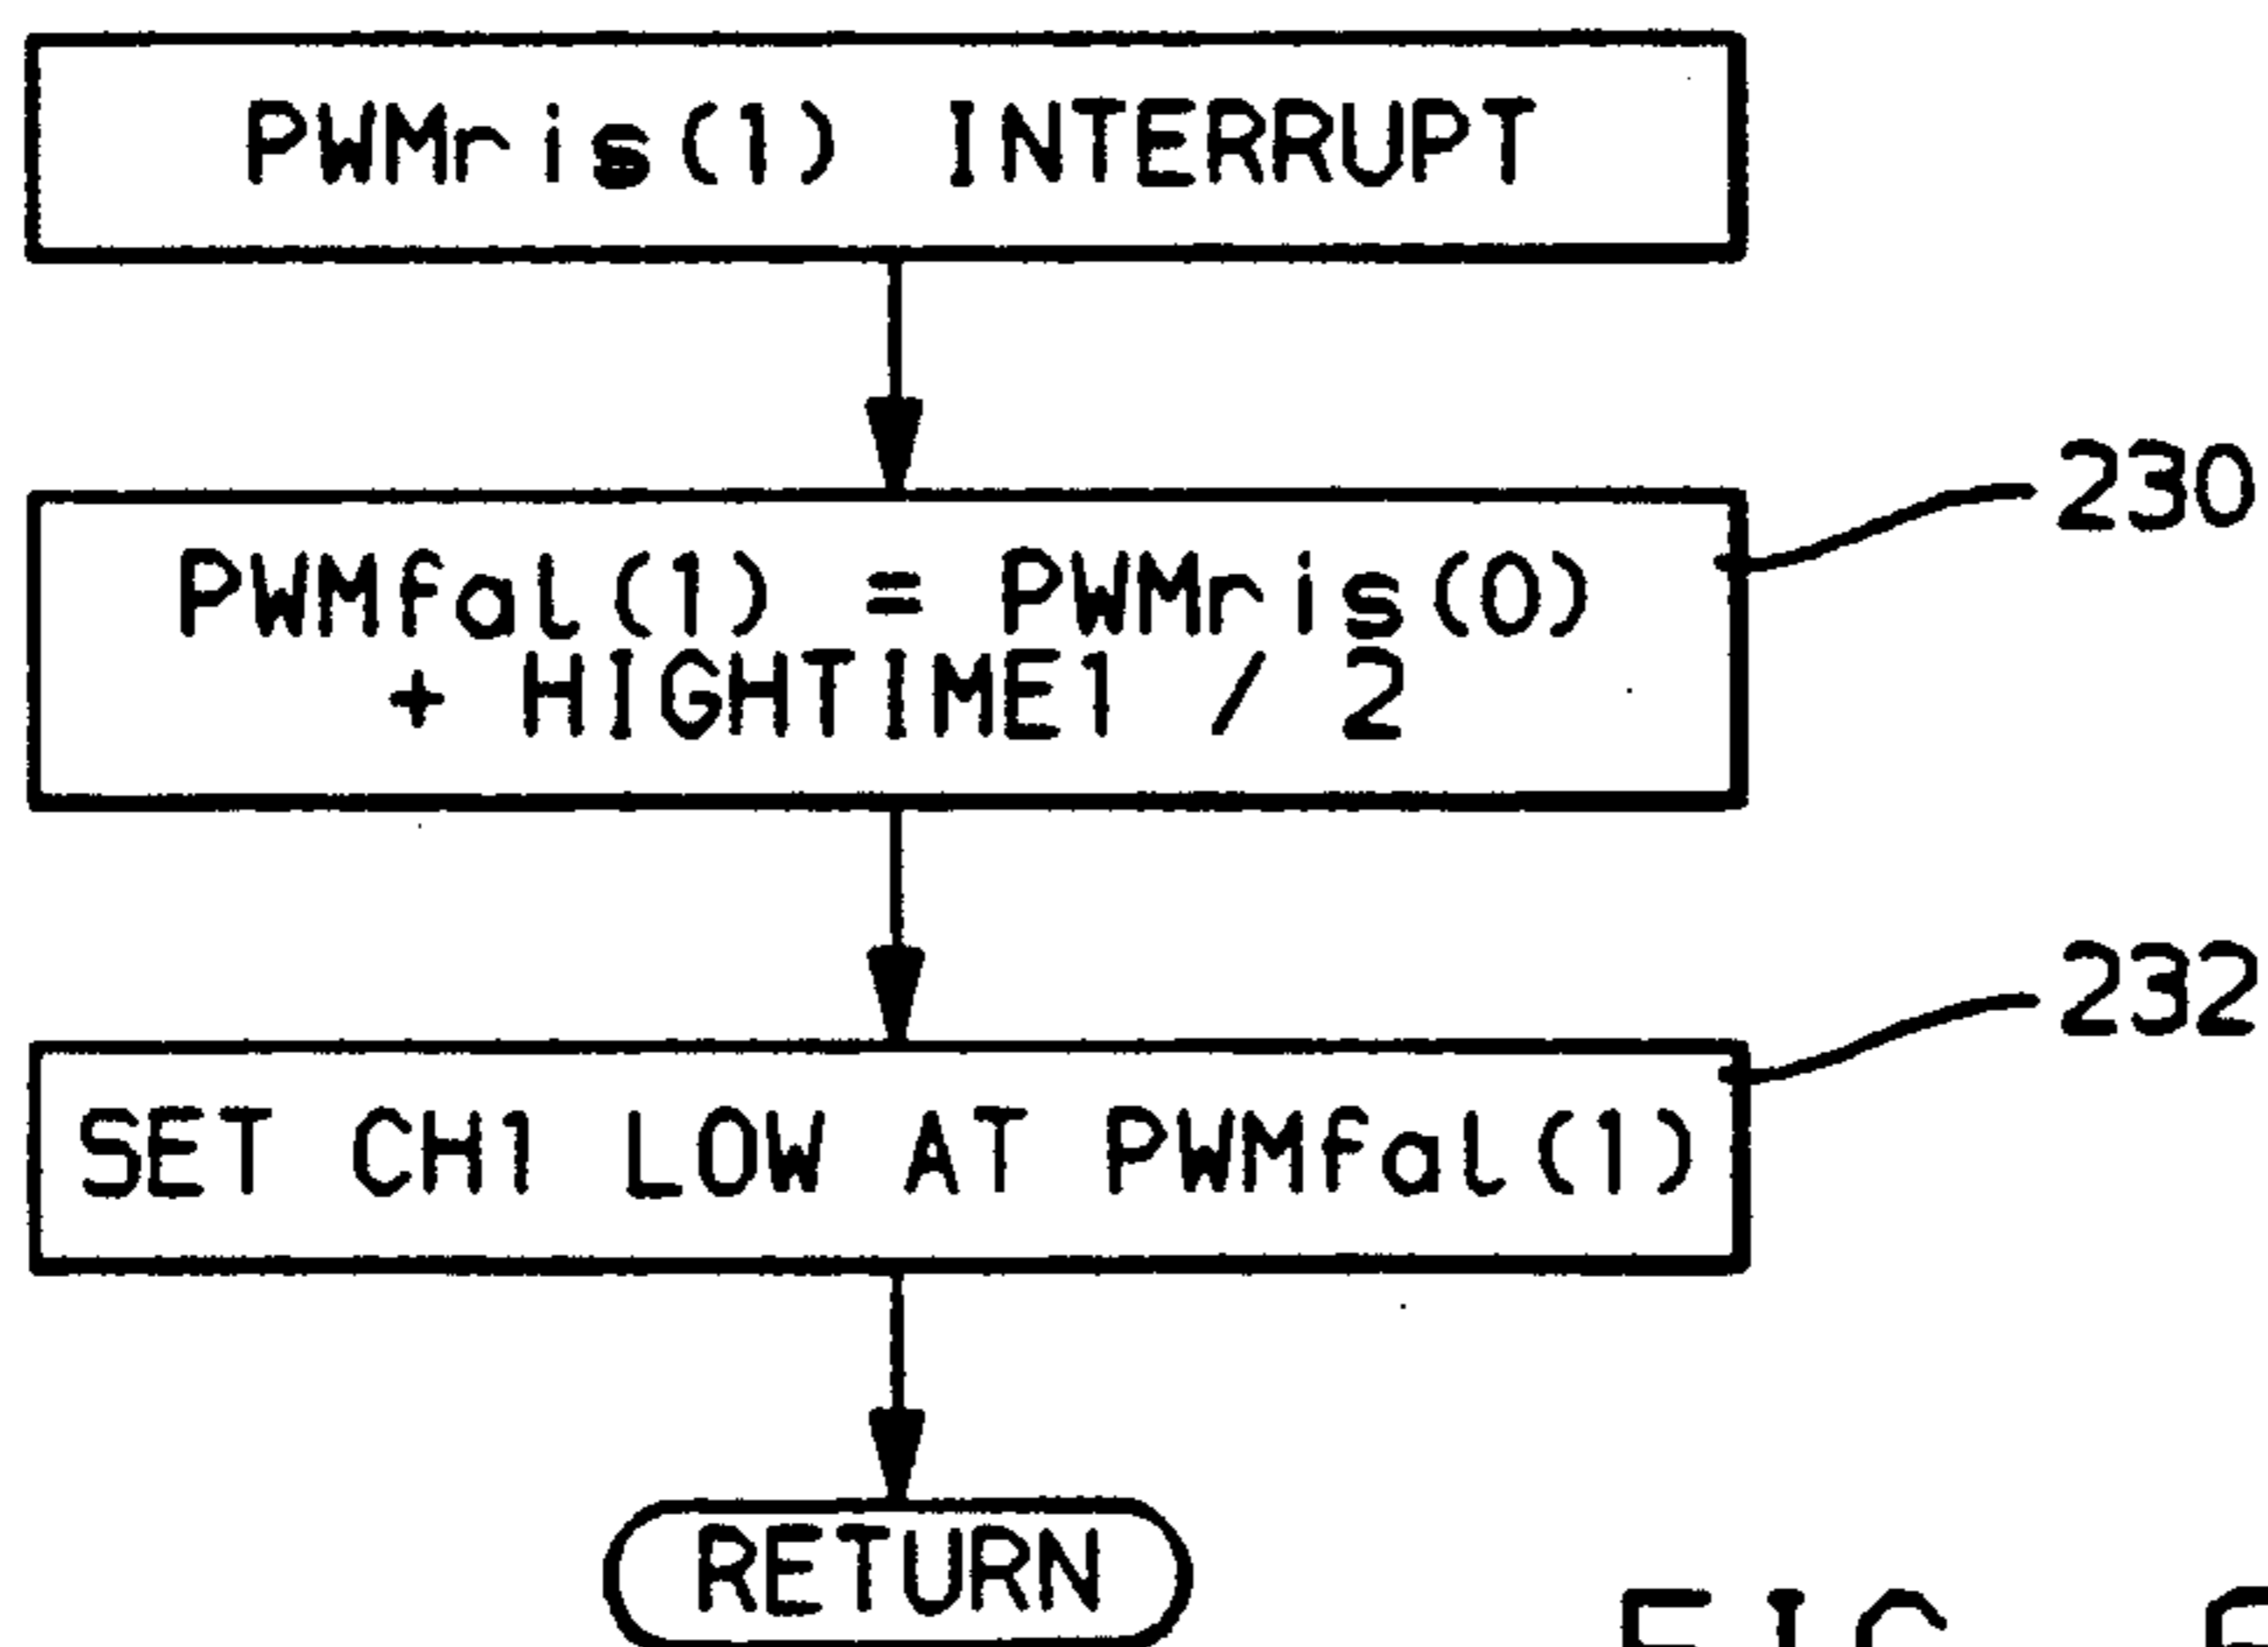 PWMris(1) INTERRUPT
230
PWMfal(1) = PWMris(0)
+ HIGHTIME1 / 2
232
SET CH1 LOW AT PWMfal(1)
RETURN